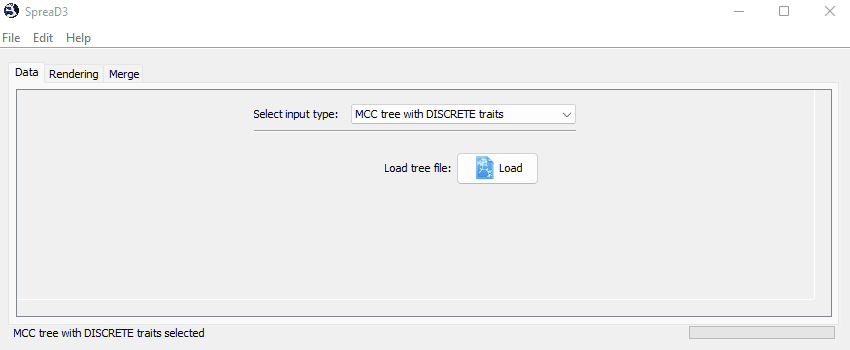 SpreaD3
File Edit Help
Data Rendering Merge
Select input type: MCC tree with DISCRETE traits
Load tree file: Load
MCC tree with DISCRETE traits selected